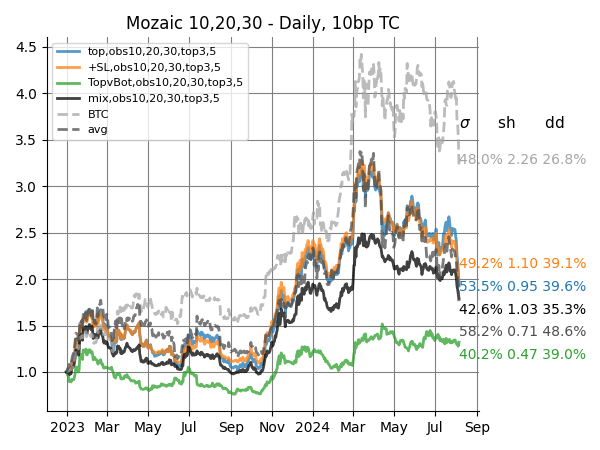 Mozaic 10,20,30 - Daily, 10bp TC
4.5
4.0
3.5
3.0
2.5
2.0
1.5
1.0
top,obs10,20,30,top3,5
+SL,obs10,20,30,top3,5
TopvBot,obs10,20,30,top3,5
mix,obs10,20,30,top3,5
BTC
avg
σ sh dd
48.0% 2.26 26.8%
49.2% 1.10 39.1%
53.5% 0.95 39.6%
42.6% 1.03 35.3%
58.2% 0.71 48.6%
40.2% 0.47 39.0%
2023 Mar May Jul Sep Nov 2024 Mar May Jul Sep